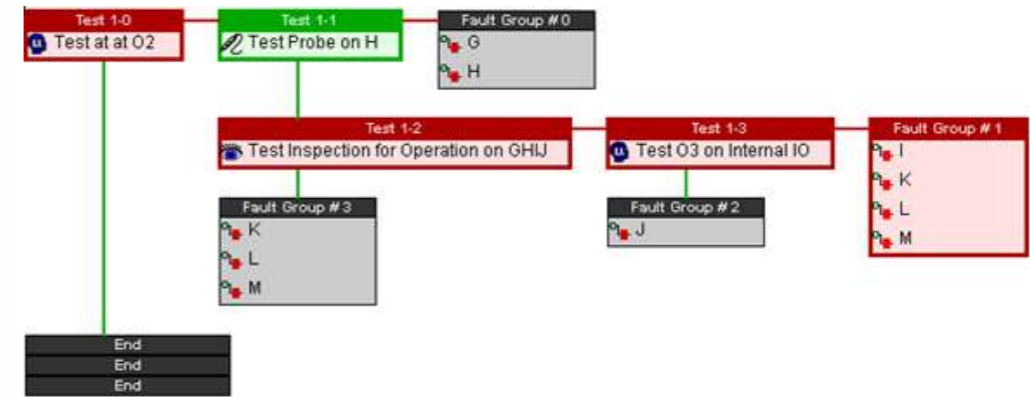 Test 1-0
Test at at O2
Test 1-1
Test Probe on H
Fault Group #0
G
H
Test 1-2
Test Inspection for Operation on GHIJ
Test 1-3
Test O3 on Internal IO
Fault Group # 1
I
K
L
M
Fault Group # 3
K
L
M
Fault Group # 2
J
End
End
End